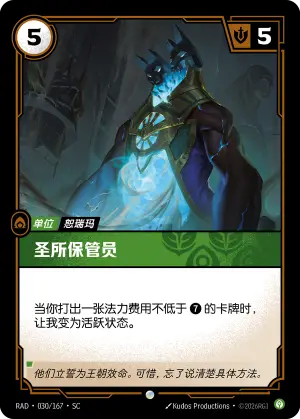 5
5
单位 恕瑞玛
圣所保管员
当你打出一张法力费用不低于 7 的卡牌时，
让我变为活跃状态。
他们立誓为王朝效命。可惜，忘了说清楚具体方法。
RAD • 030/167 • SC
Kudos Productions • ©2026RG1